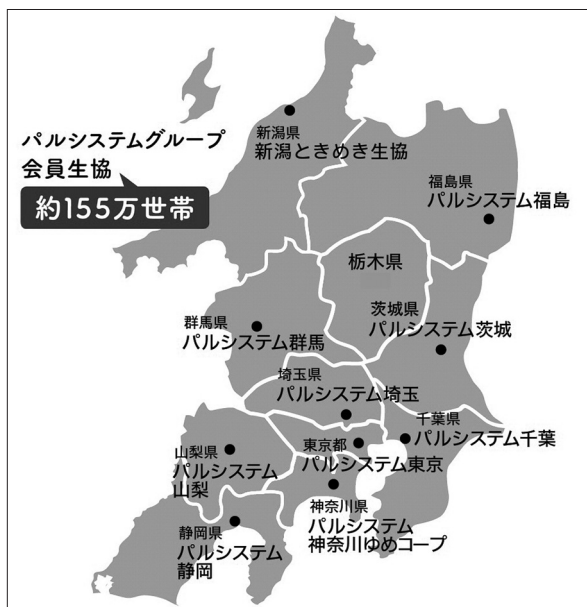 パルシステムグループ
会員生協
約155万世帯
新潟県
新潟ときめき生協
福島県
パルシステム福島
栃木県
茨城県
パルシステム茨城
群馬県
パルシステム群馬
埼玉県
パルシステム埼玉
千葉県
パルシステム千葉
東京都
パルシステム東京
山梨県
パルシステム
山梨
神奈川県
パルシステム
神奈川ゆめコープ
静岡県
パルシステム
静岡